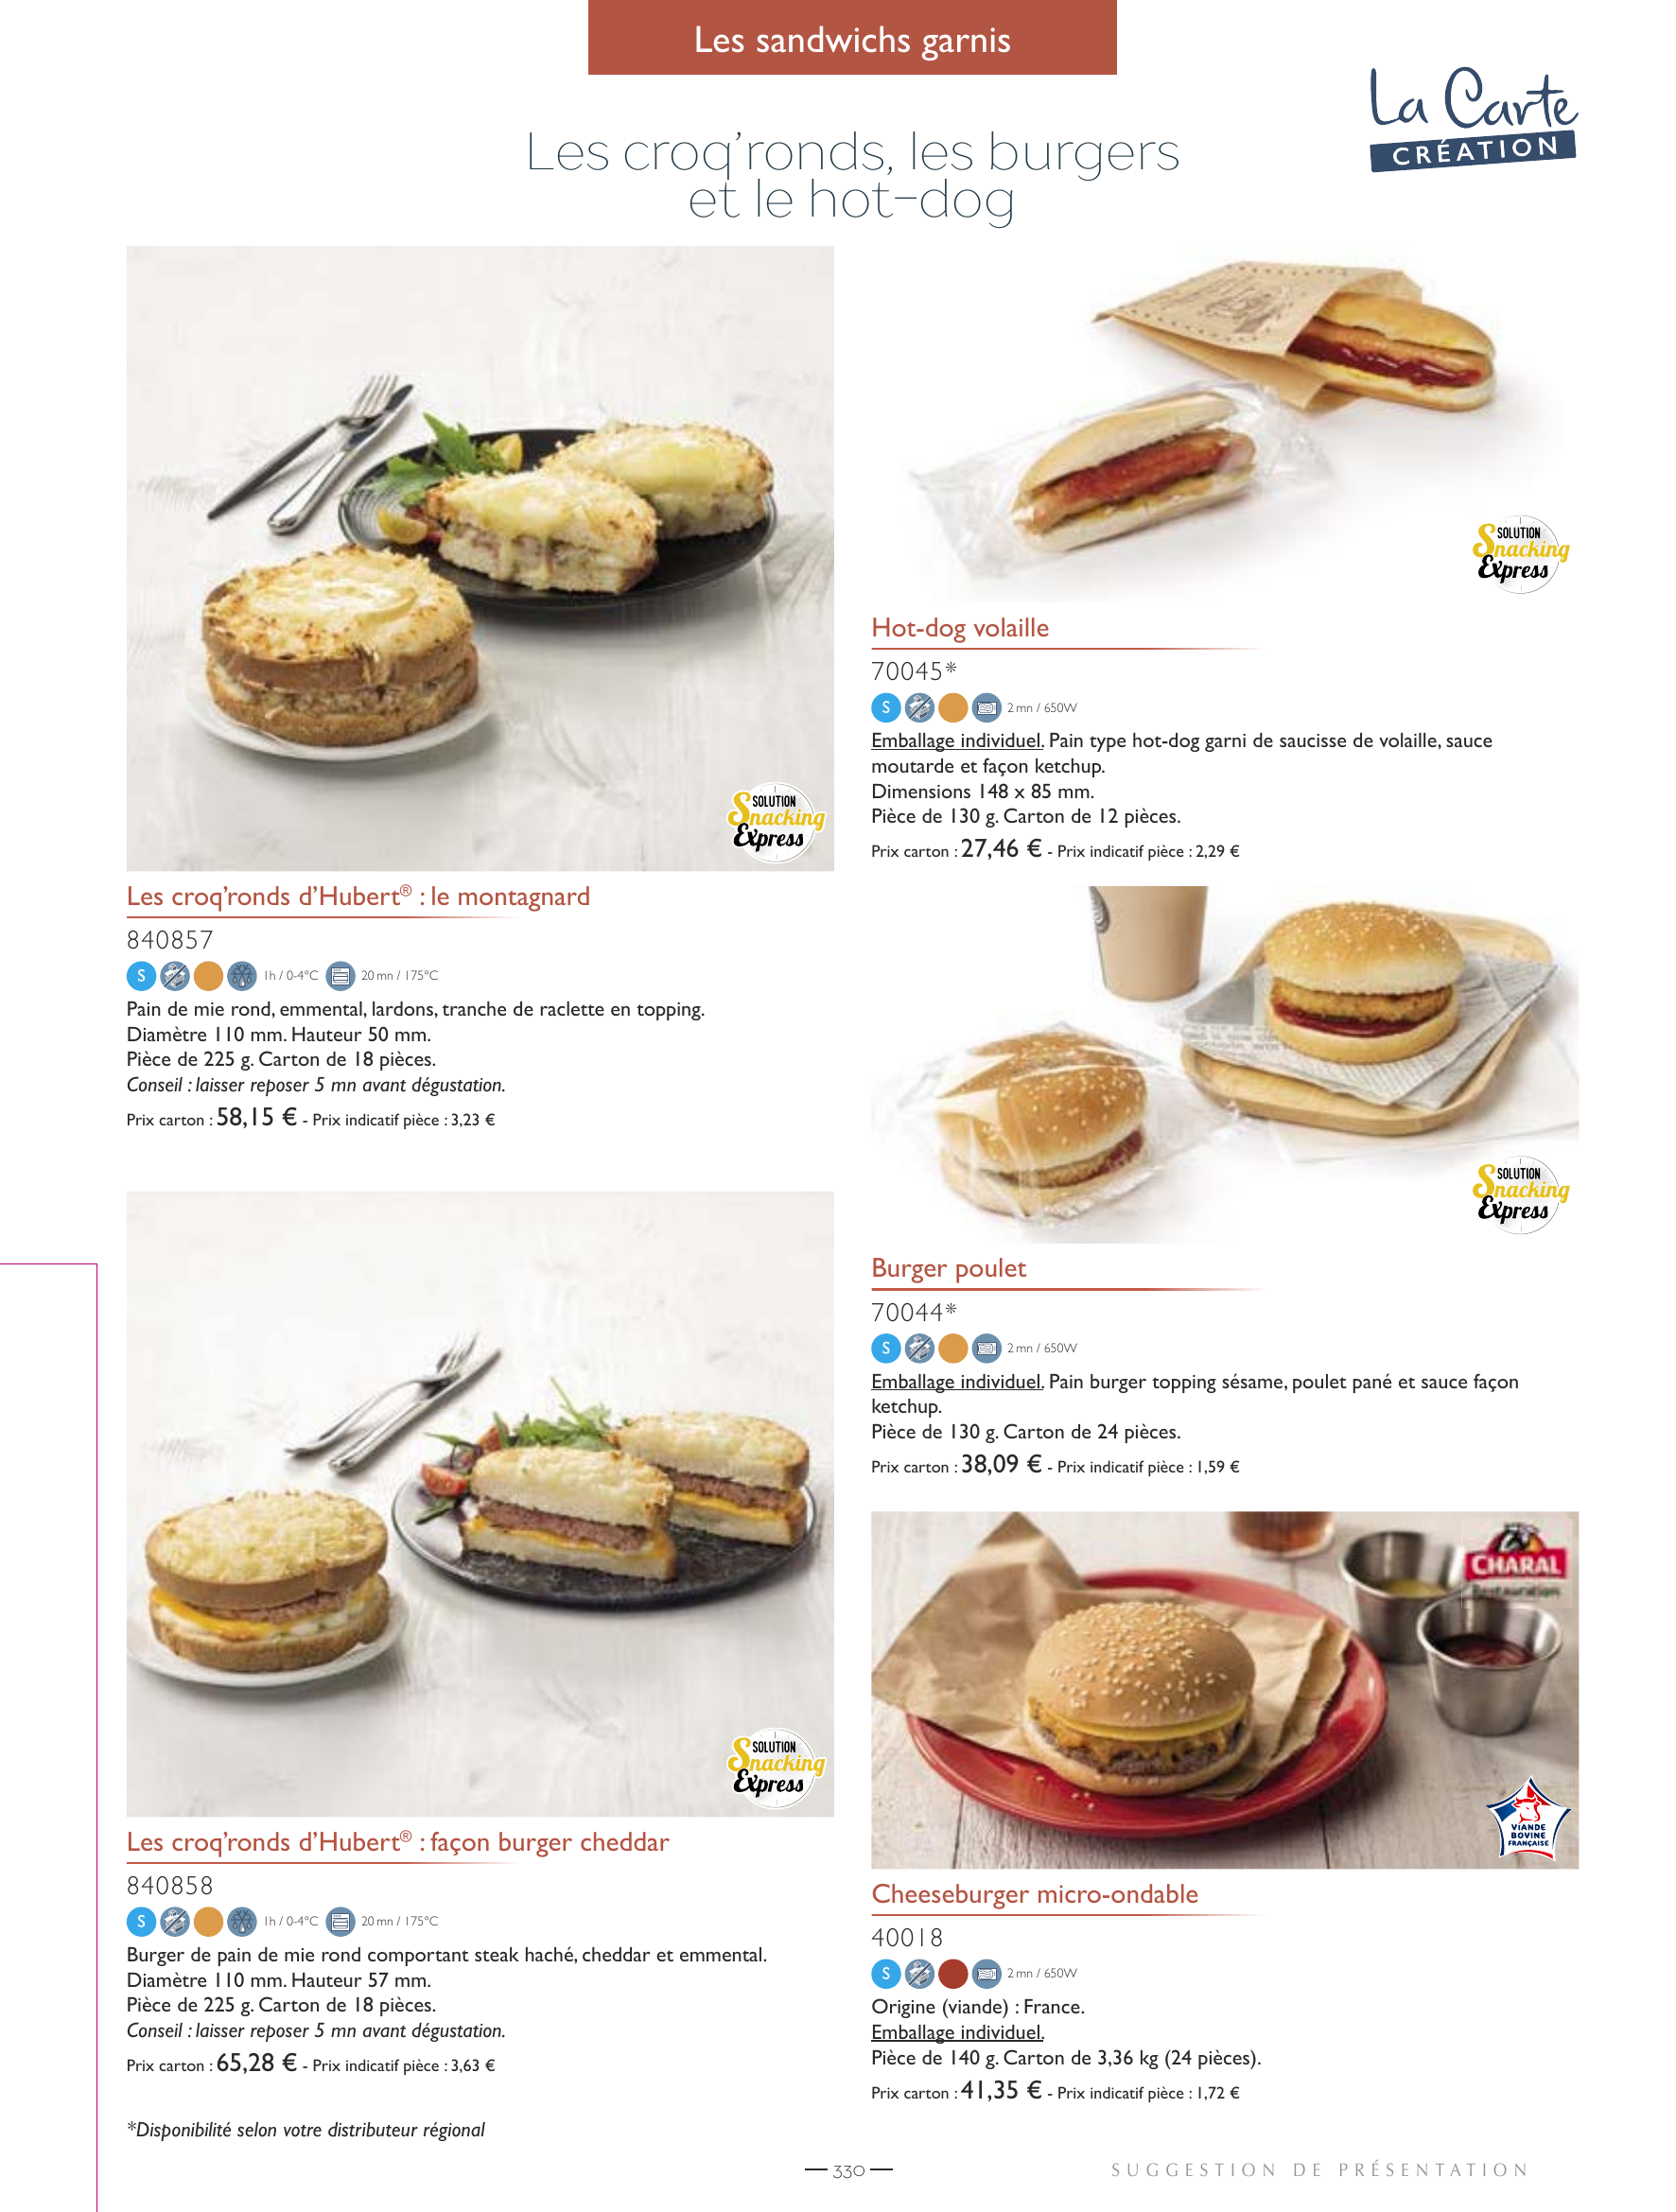 Les sandwichs garnis
La Carte
CRÉATION
Les croq'ronds, les burgers
et le hot-dog
SOLUTION
Snacking
Express
Les croq'ronds d'Hubert® : le montagnard
840857
S 1h / 0-4°C 20 mn / 175°C
Pain de mie rond, emmental, lardons, tranche de raclette en topping.
Diamètre 110 mm. Hauteur 50 mm.
Pièce de 225 g. Carton de 18 pièces.
Conseil : laisser reposer 5 mn avant dégustation.
Prix carton : 58,15 € - Prix indicatif pièce : 3,23 €
SOLUTION
Snacking
Express
Les croq'ronds d'Hubert® : façon burger cheddar
840858
S 1h / 0-4°C 20 mn / 175°C
Burger de pain de mie rond comportant steak haché, cheddar et emmental.
Diamètre 110 mm. Hauteur 57 mm.
Pièce de 225 g. Carton de 18 pièces.
Conseil : laisser reposer 5 mn avant dégustation.
Prix carton : 65,28 € - Prix indicatif pièce : 3,63 €
*Disponibilité selon votre distributeur régional
SOLUTION
Snacking
Express
Hot-dog volaille
70045*
S 2 mn / 650W
Emballage individuel. Pain type hot-dog garni de saucisse de volaille, sauce
moutarde et façon ketchup.
Dimensions 148 x 85 mm.
Pièce de 130 g. Carton de 12 pièces.
Prix carton : 27,46 € - Prix indicatif pièce : 2,29 €
SOLUTION
Snacking
Express
Burger poulet
70044*
S 2 mn / 650W
Emballage individuel. Pain burger topping sésame, poulet pané et sauce façon
ketchup.
Pièce de 130 g. Carton de 24 pièces.
Prix carton : 38,09 € - Prix indicatif pièce : 1,59 €
CHARAL
Restauration
VIANDE
BOVINE
FRANÇAISE
Cheeseburger micro-ondable
40018
S 2 mn / 650W
Origine (viande) : France.
Emballage individuel.
Pièce de 140 g. Carton de 3,36 kg (24 pièces).
Prix carton : 41,35 € - Prix indicatif pièce : 1,72 €
330
SUGGESTION DE PRÉSENTATION